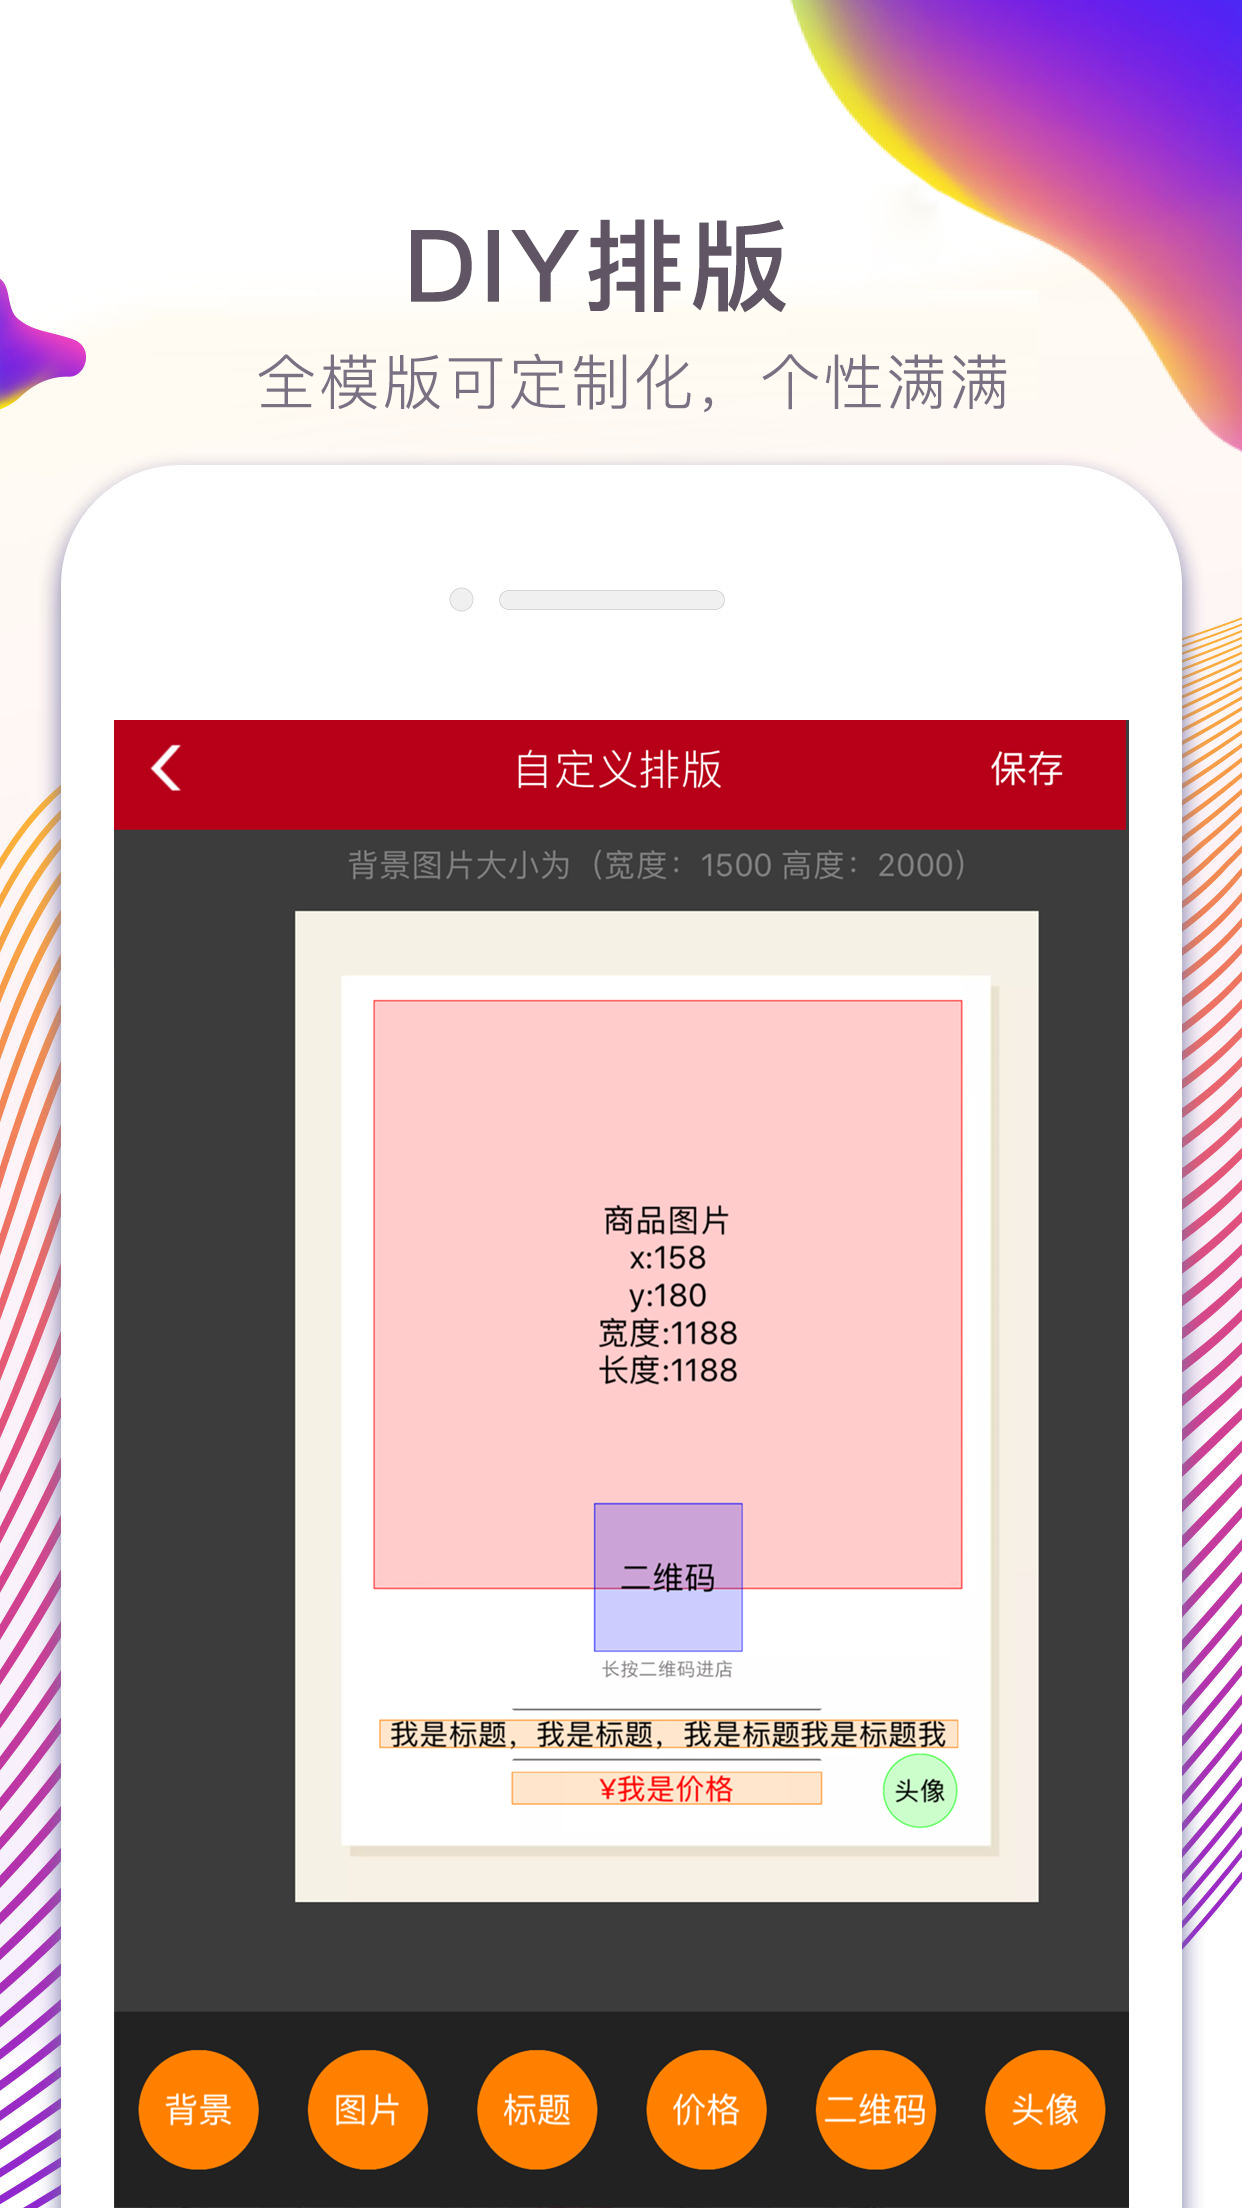 DIY排版
全模版可定制化，个性满满
自定义排版
保存
背景图片大小为（宽度：1500 高度：2000）
商品图片
x:158
y:180
宽度:1188
长度:1188
二维码
长按二维码进店
我是标题，我是标题，我是标题我是标题我
¥我是价格
头像
背景
图片
标题
价格
二维码
头像